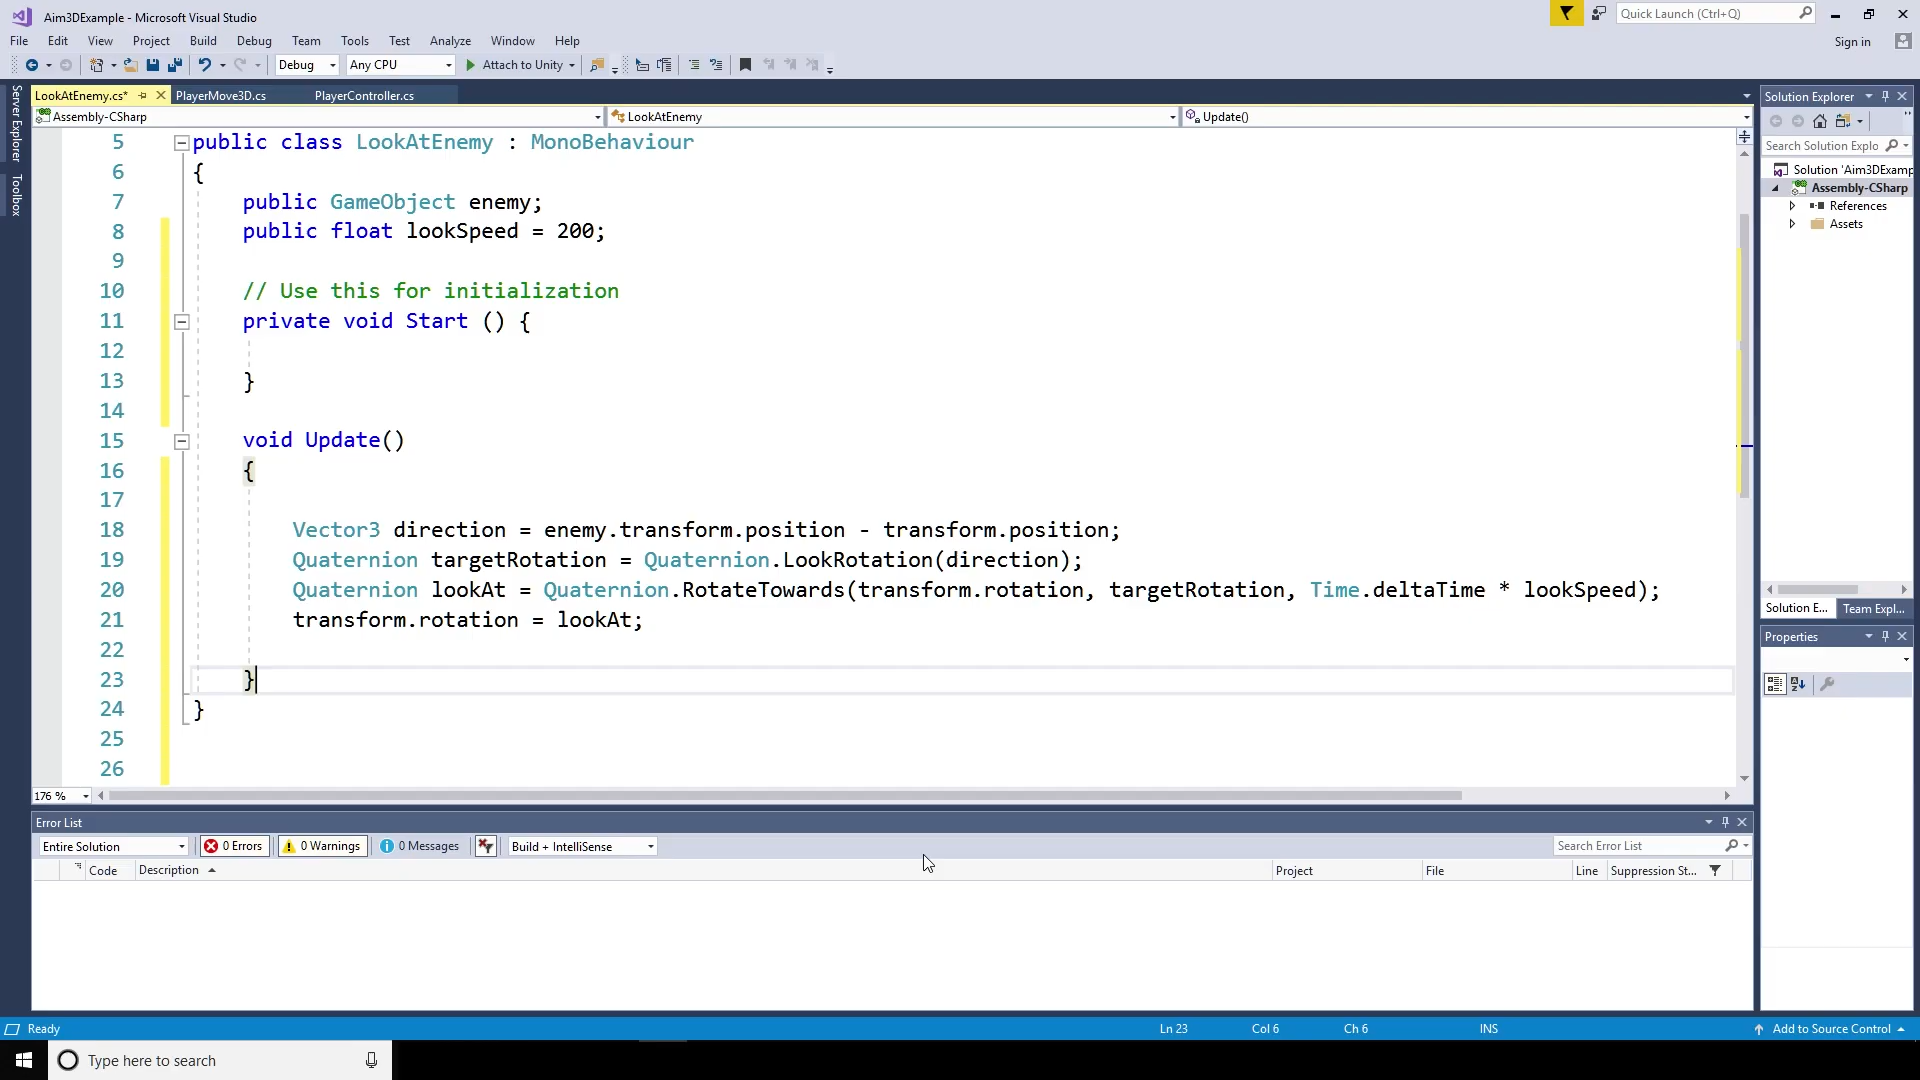 Aim3DExample - Microsoft Visual Studio
Quick Launch (Ctrl+Q)
File Edit View Project Build Debug Team Tools Test Analyze Window Help
Sign in
Debug Any CPU Attach to Unity
Server Explorer
Toolbox
LookAtEnemy.cs* PlayerMove3D.cs PlayerController.cs
Assembly-CSharp LookAtEnemy Update()
5 public class LookAtEnemy : MonoBehaviour
6 {
7 public GameObject enemy;
8 public float lookSpeed = 200;
9
10 // Use this for initialization
11 private void Start () {
12
13 }
14
15 void Update()
16 {
17
18 Vector3 direction = enemy.transform.position - transform.position;
19 Quaternion targetRotation = Quaternion.LookRotation(direction);
20 Quaternion lookAt = Quaternion.RotateTowards(transform.rotation, targetRotation, Time.deltaTime * lookSpeed);
21 transform.rotation = lookAt;
22
23 }
24 }
25
26
176 %
Solution Explorer
Search Solution Explo
Solution 'Aim3DExamp
Assembly-CSharp
References
Assets
Solution E... Team Expl...
Properties
Error List
Entire Solution 0 Errors 0 Warnings 0 Messages Build + IntelliSense Search Error List
Code Description Project File Line Suppression St...
Ready Ln 23 Col 6 Ch 6 INS Add to Source Control
Type here to search